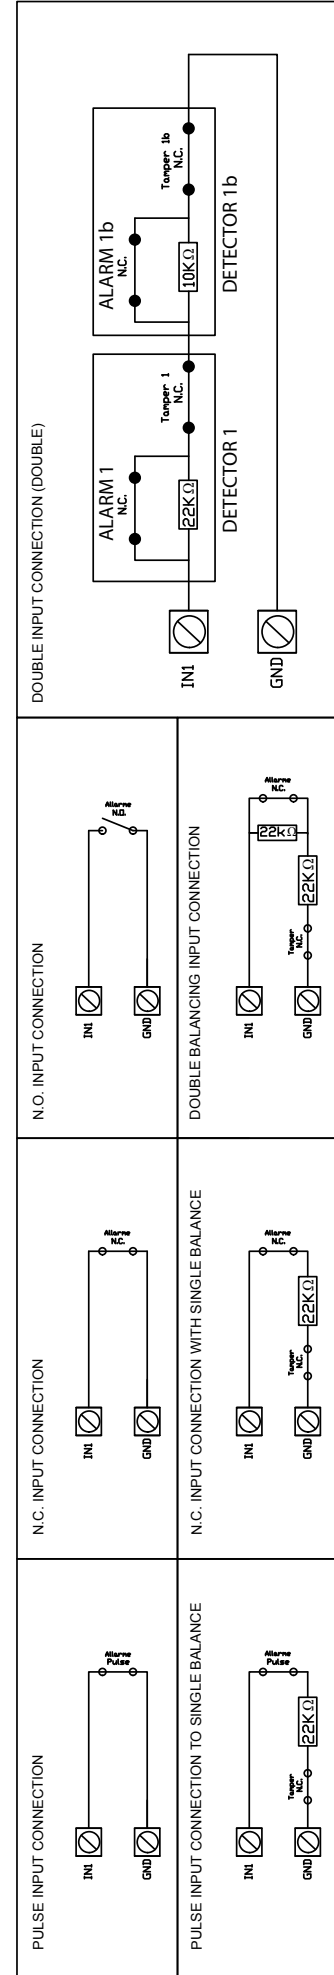 PULSE INPUT CONNECTION
IN1
GND
Allarme
Pulse
N.C. INPUT CONNECTION
IN1
GND
Allarme
N.C.
N.O. INPUT CONNECTION
IN1
GND
Allarme
N.O.
PULSE INPUT CONNECTION TO SINGLE BALANCE
IN1
GND
Tamper
N.C.
22KΩ
Allarme
Pulse
N.C. INPUT CONNECTION WITH SINGLE BALANCE
IN1
GND
Tamper
N.C.
22KΩ
Allarme
N.C.
DOUBLE BALANCING INPUT CONNECTION
IN1
GND
Tamper
N.C.
22KΩ
22KΩ
Allarme
N.C.
DOUBLE INPUT CONNECTION (DOUBLE)
IN1
GND
ALARM 1
N.C.
22KΩ
Tamper 1
N.C.
DETECTOR 1
ALARM 1b
N.C.
10KΩ
Tamper 1b
N.C.
DETECTOR 1b